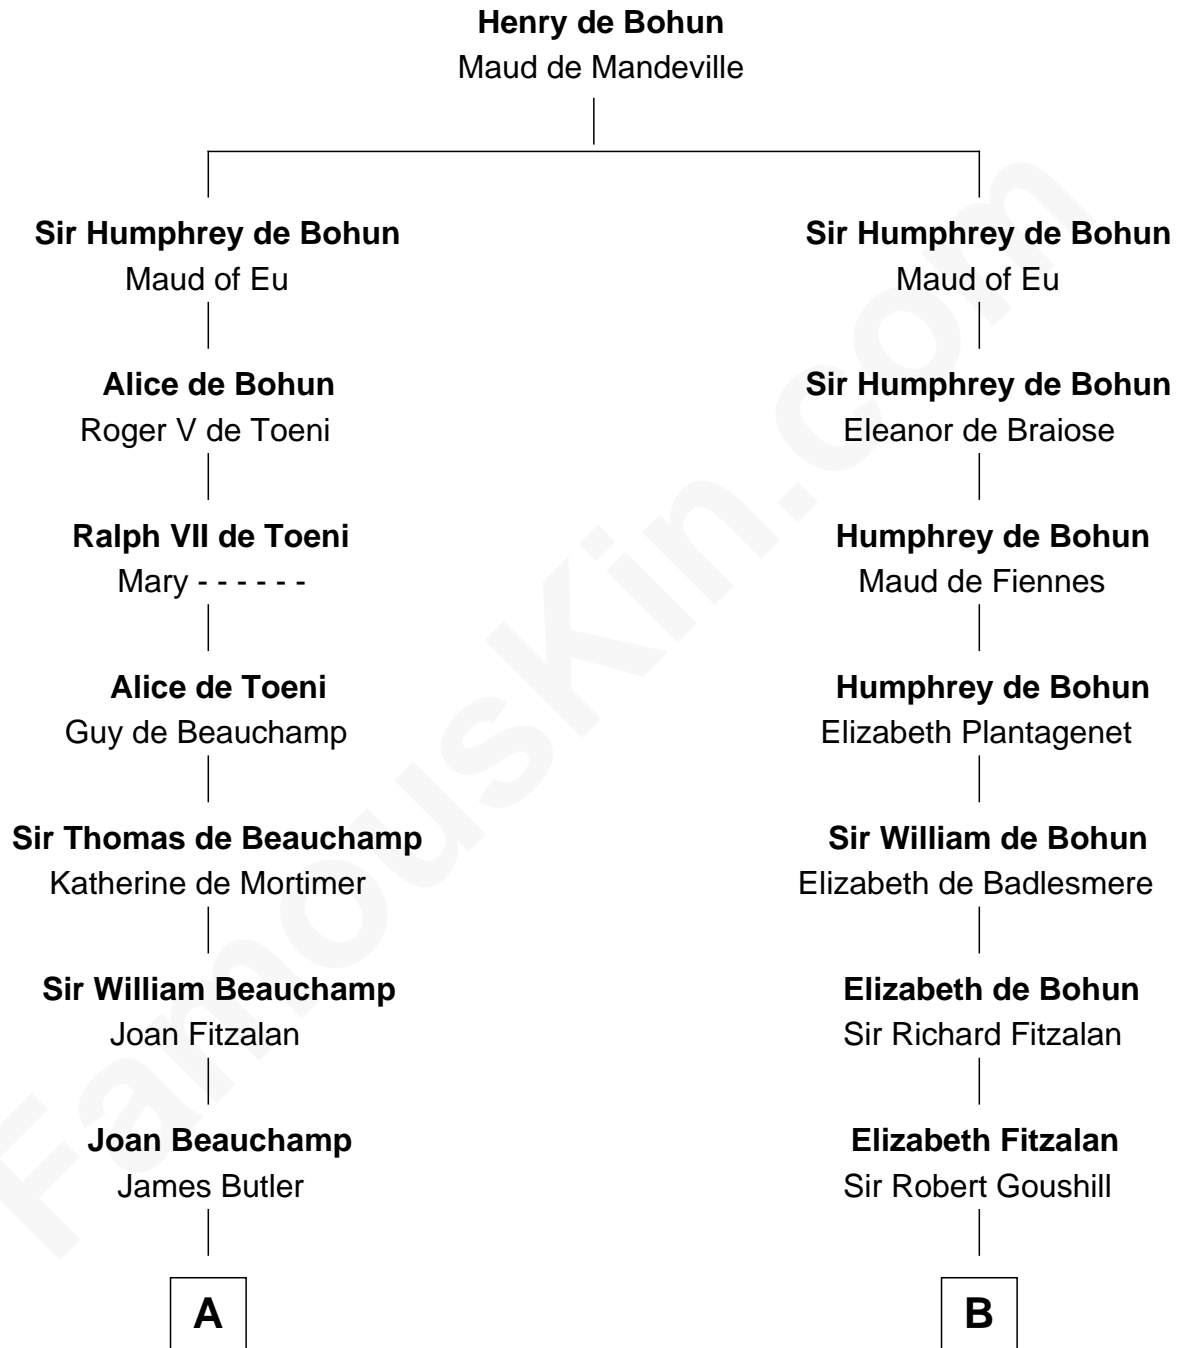 Henry de Bohun
Maud de Mandeville
Sir Humphrey de Bohun
Maud of Eu
Sir Humphrey de Bohun
Maud of Eu
Alice de Bohun
Roger V de Toeni
Sir Humphrey de Bohun
Eleanor de Braiose
Ralph VII de Toeni
Mary - - - - - -
Humphrey de Bohun
Maud de Fiennes
Alice de Toeni
Guy de Beauchamp
Humphrey de Bohun
Elizabeth Plantagenet
Sir Thomas de Beauchamp
Katherine de Mortimer
Sir William de Bohun
Elizabeth de Badlesmere
Sir William Beauchamp
Joan Fitzalan
Elizabeth de Bohun
Sir Richard Fitzalan
Joan Beauchamp
James Butler
Elizabeth Fitzalan
Sir Robert Goushill
A
B
FamousKin.com